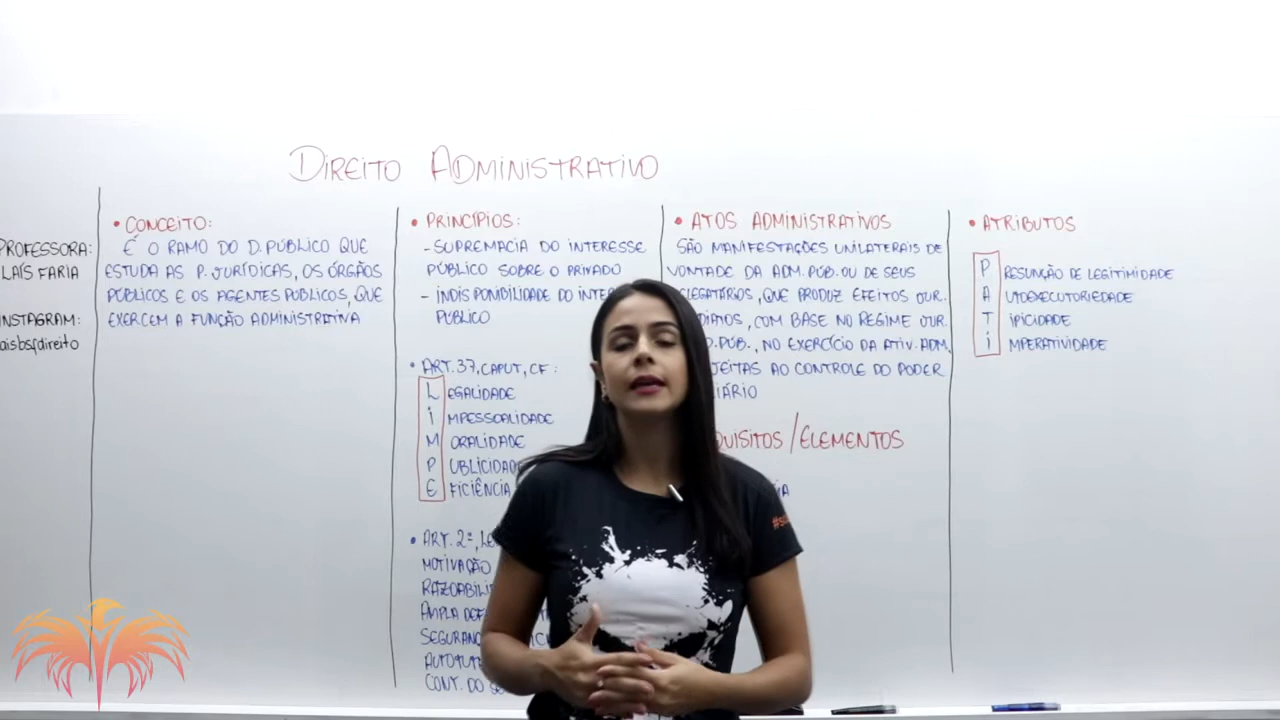 DIREITO ADMINISTRATIVO
PROFESSORA:
LAÍS FARIA
INSTAGRAM:
• CONCEITO:
É O RAMO DO D. PÚBLICO QUE
ESTUDA AS P. JURÍDICAS, OS ÓRGÃOS
PÚBLICOS E OS AGENTES PÚBLICOS, QUE
EXERCEM A FUNÇÃO ADMINISTRATIVA
• PRINCÍPIOS:
- SUPREMACIA DO INTERESSE
PÚBLICO SOBRE O PRIVADO
- INDISPONIBILIDADE DO
PÚBLICO
• ART. 37, CAPUT, CF:
LEGALIDADE
IMPESSOALIDADE
MORALIDADE
PUBLICIDADE
EFICIÊNCIA
• ART. 2º,
MOTIVAÇÃO
AMPLA
• ATOS ADMINISTRATIVOS
SÃO MANIFESTAÇÕES UNILATERAIS DE
VONTADE DA ADM. PÚB. OU DE SEUS
QUE PRODUZ EFEITOS JUR.
COM BASE NO REGIME JUR.
D. PÚB., NO EXERCÍCIO DA ATIV. ADM.
AO CONTROLE DO PODER
/ELEMENTOS
• ATRIBUTOS
PRESUNÇÃO DE LEGITIMIDADE
AUTOEXECUTORIEDADE
TIPICIDADE
IMPERATIVIDADE